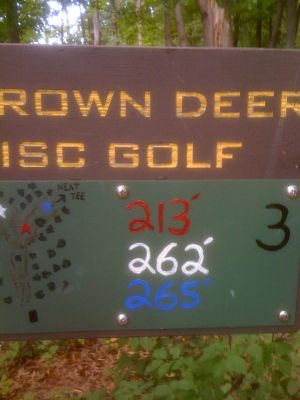 ROWN DEER
ISC GOLF
NEXT
TEE
213'
262'
265'
3